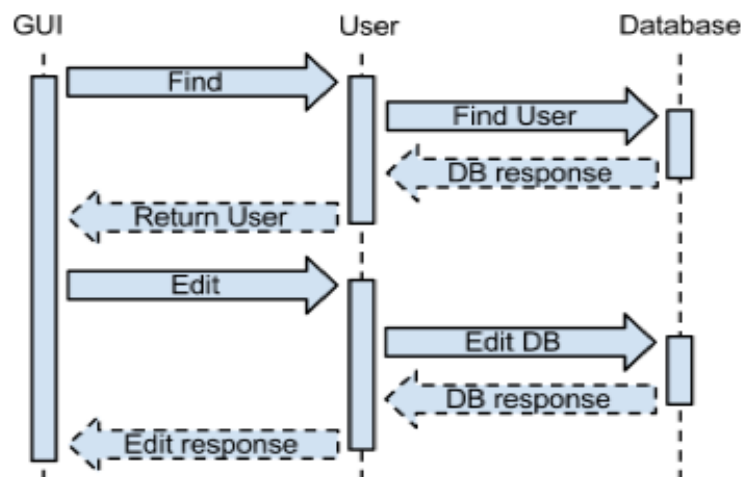 GUI
User
Database
Find
Find User
DB response
Return User
Edit
Edit DB
DB response
Edit response